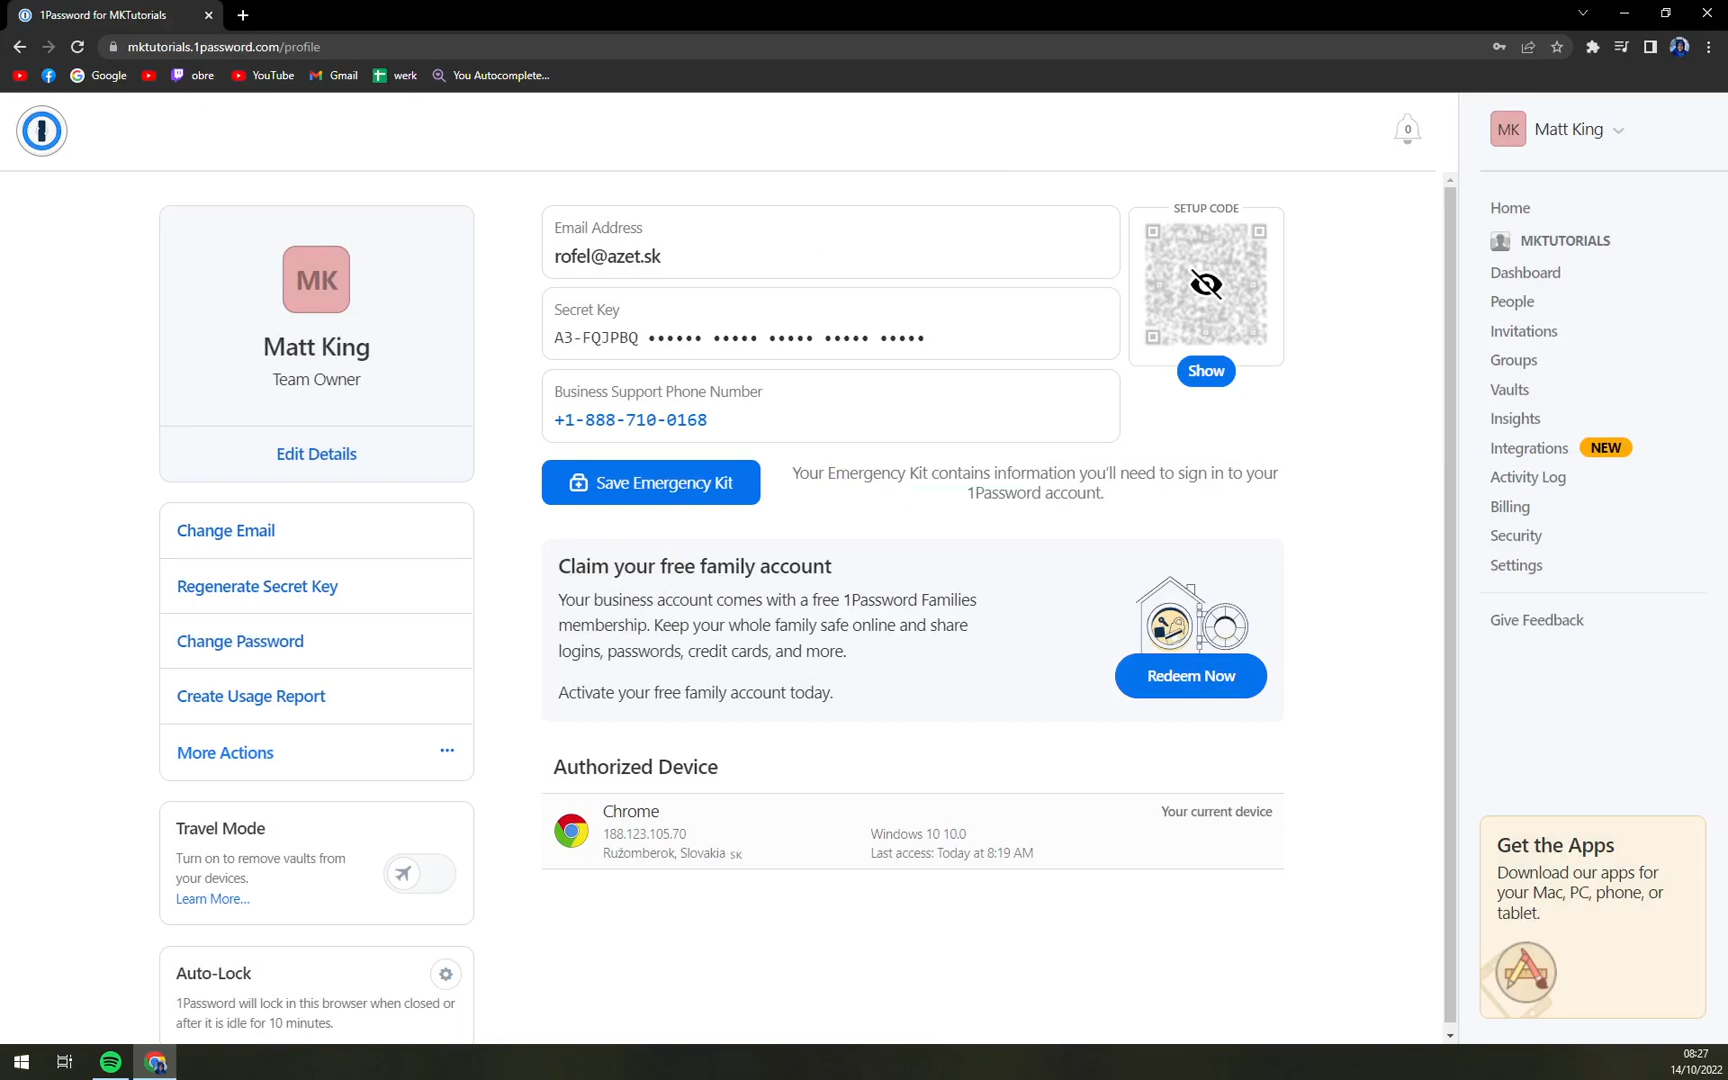 1Password for MKTutorials
mktutorials.1password.com/profile
Google
obre
YouTube
Gmail
werk
You Autocomplete...
0
MK Matt King
MK
Matt King
Team Owner
Edit Details
Change Email
Regenerate Secret Key
Change Password
Create Usage Report
More Actions ···
Travel Mode
Turn on to remove vaults from
your devices.
Learn More...
Auto-Lock
1Password will lock in this browser when closed or
after it is idle for 10 minutes.
Email Address
rofel@azet.sk
Secret Key
A3-FQJPBQ •••••• ••••• ••••• ••••• •••••
Business Support Phone Number
+1-888-710-0168
SETUP CODE
Show
Save Emergency Kit
Your Emergency Kit contains information you'll need to sign in to your
1Password account.
Claim your free family account
Your business account comes with a free 1Password Families
membership. Keep your whole family safe online and share
logins, passwords, credit cards, and more.
Activate your free family account today.
Redeem Now
Authorized Device
Chrome
188.123.105.70
Ružomberok, Slovakia SK
Windows 10 10.0
Last access: Today at 8:19 AM
Your current device
Home
MKTUTORIALS
Dashboard
People
Invitations
Groups
Vaults
Insights
Integrations NEW
Activity Log
Billing
Security
Settings
Give Feedback
Get the Apps
Download our apps for
your Mac, PC, phone, or
tablet.
08:27
14/10/2022